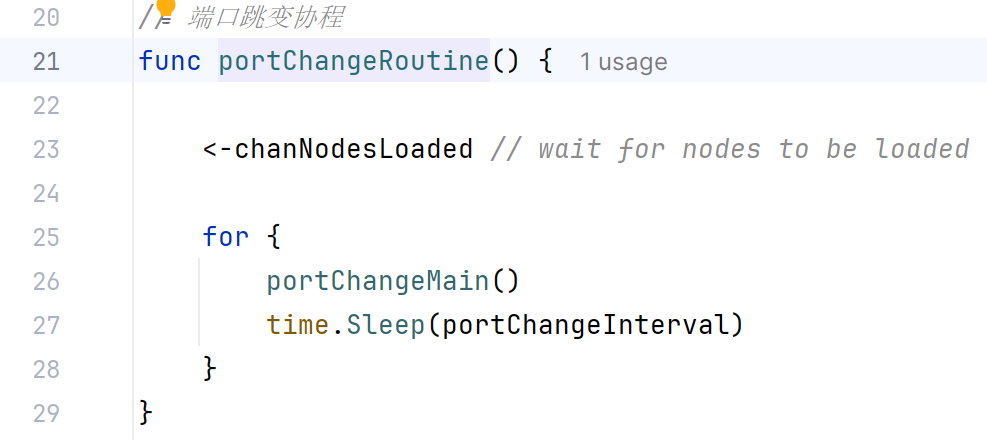 20 // 端口跳变协程
21 func portChangeRoutine() { 1 usage
22
23 <-chanNodesLoaded // wait for nodes to be loaded
24
25 for {
26 portChangeMain()
27 time.Sleep(portChangeInterval)
28 }
29 }